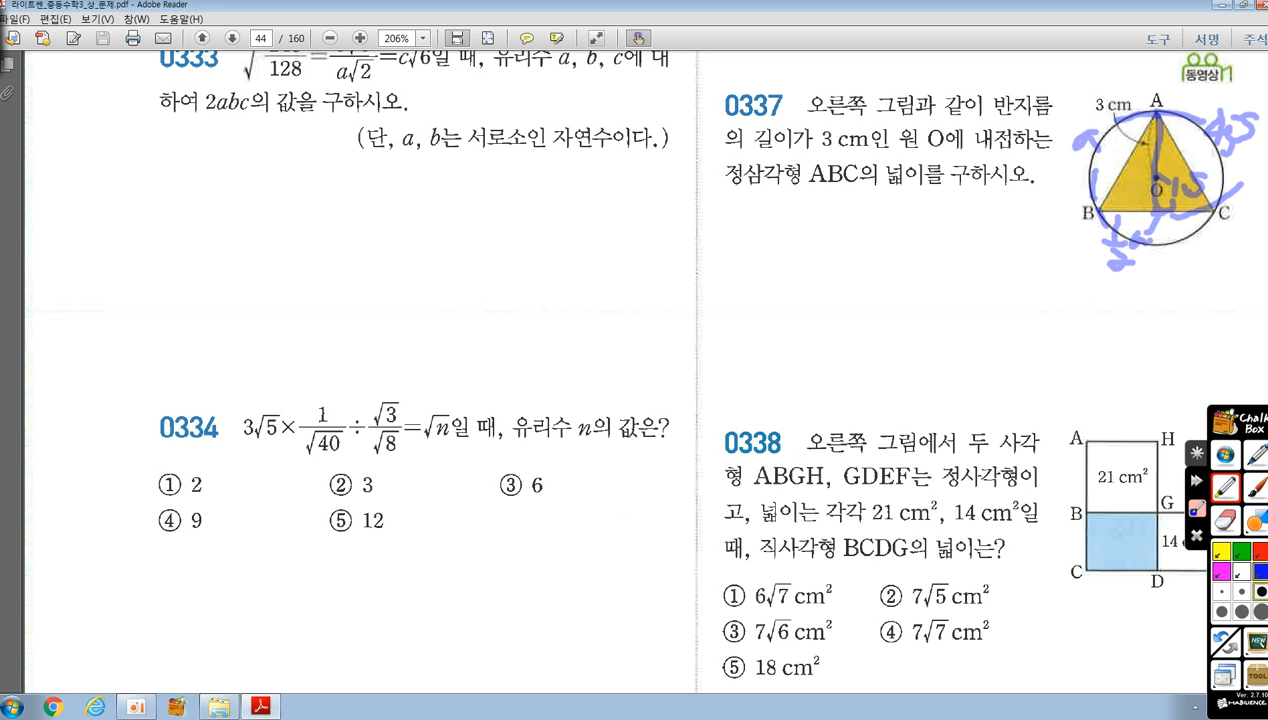 라이트쎈_중등수학3_상_문제.pdf - Adobe Reader
파일(F) 편집(E) 보기(V) 창(W) 도움말(H)
44 / 160 206% 도구 서명 주석
0333
128 = a√2 = c√6일 때, 유리수 a, b, c에 대
하여 2abc의 값을 구하시오.
(단, a, b는 서로소인 자연수이다.)
0334 3√5 × 1/√40 ÷ √3/√8 = √n일 때, 유리수 n의 값은?
① 2 ② 3 ③ 6
④ 9 ⑤ 12
동영상
0337 오른쪽 그림과 같이 반지름
의 길이가 3 cm인 원 O에 내접하는
정삼각형 ABC의 넓이를 구하시오.
3 cm A
O
B C
1/2 a
0338 오른쪽 그림에서 두 사각
형 ABGH, GDEF는 정사각형이
고, 넓이는 각각 21 cm², 14 cm²일
때, 직사각형 BCDG의 넓이는?
① 6√7 cm² ② 7√5 cm²
③ 7√6 cm² ④ 7√7 cm²
⑤ 18 cm²
A H
21 cm²
B G
14
C D
Chalk
Box
NEW
TOOL
Ver. 2.7.10
HABILIENCE